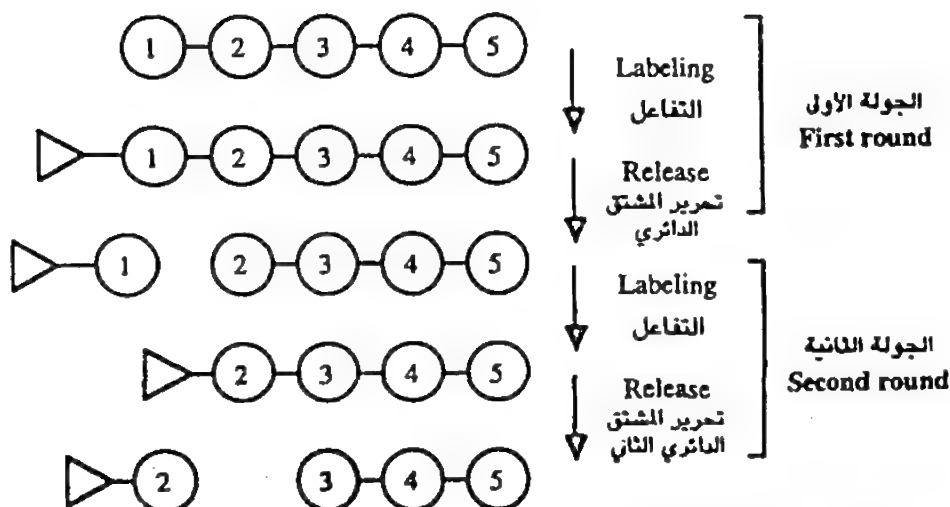 1 2 3 4 5
Labeling
التفاعل
الجولة الأولى
First round
1 2 3 4 5
Release
تحرير المشتق
الدائري
1 2 3 4 5
Labeling
التفاعل
الجولة الثانية
Second round
2 3 4 5
Release
تحرير المشتق
الدائري الثاني
2 3 4 5